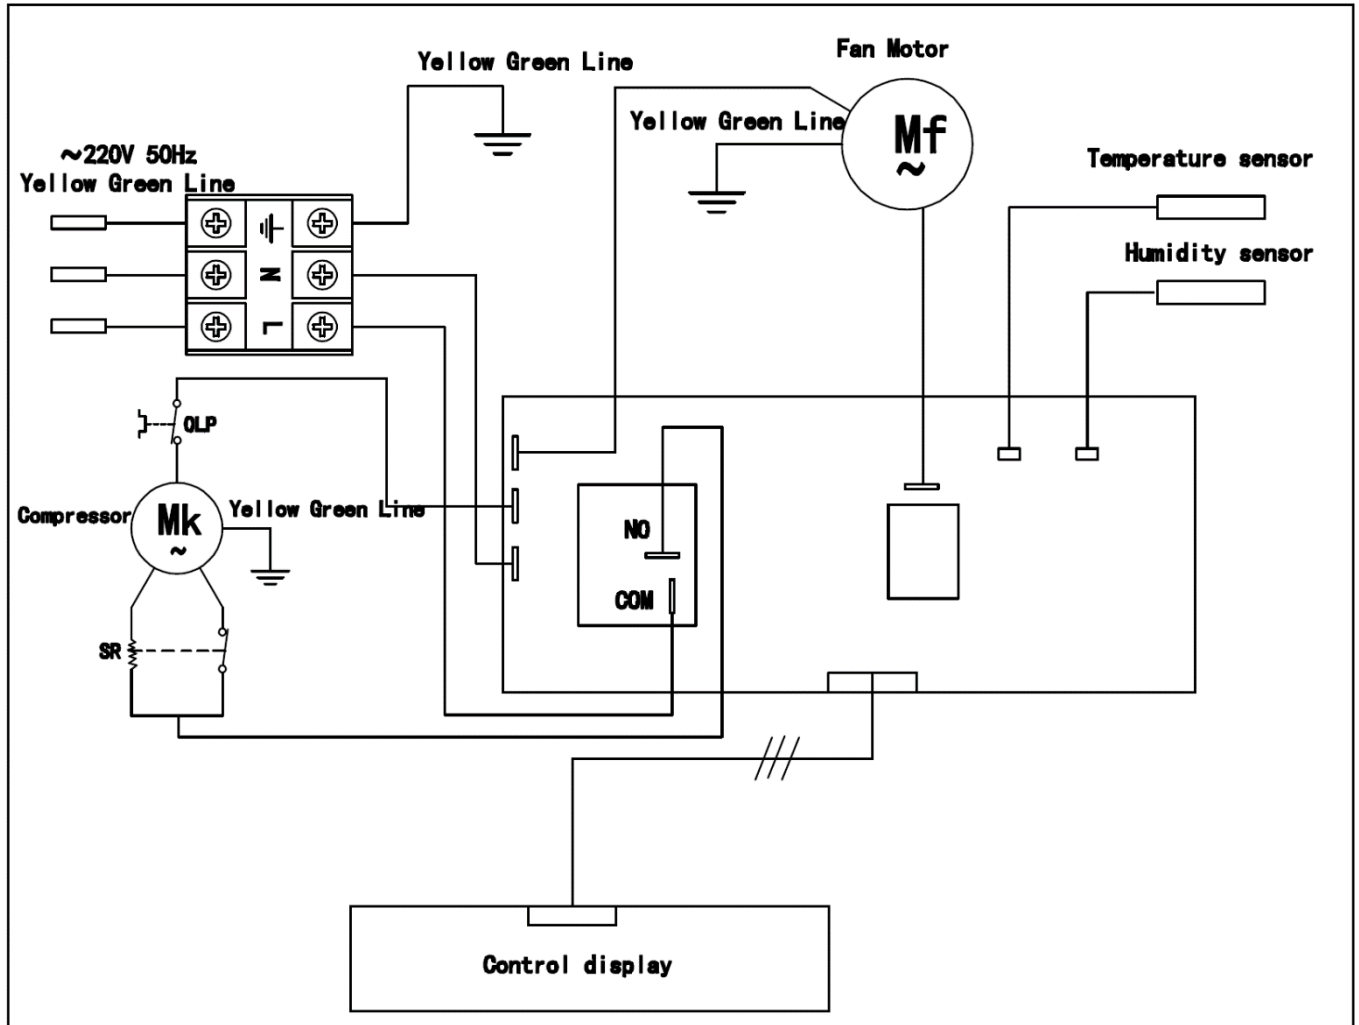 Yellow Green Line
Fan Motor
Yellow Green Line
Mf
~
~220V 50Hz
Yellow Green Line
Temperature sensor
Humidity sensor
N
L
OLP
Compressor
Mk
~
Yellow Green Line
NO
COM
SR
Control display